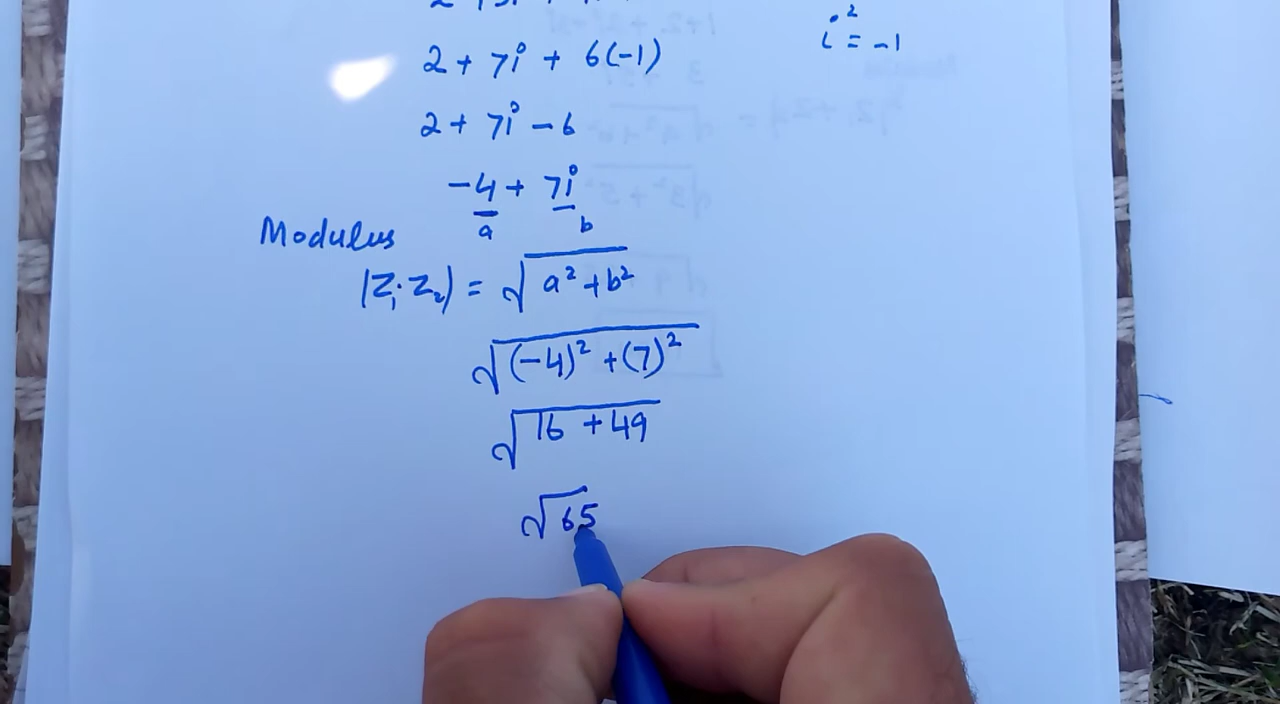 i² = -1
2 + 7i + 6(-1)
2 + 7i - 6
-4 + 7i
a b
Modulus
|Z₁·Z₂| = √a² + b²
√(-4)² + (7)²
√16 + 49
√65